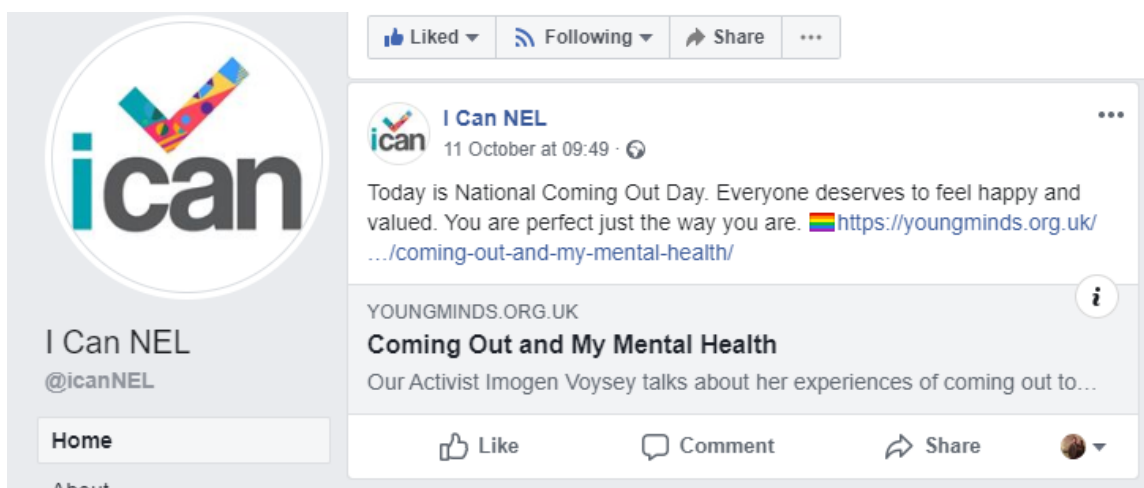 Liked
Following
Share
ican
I Can NEL
@icanNEL
Home
About
ican
I Can NEL
11 October at 09:49 ·
Today is National Coming Out Day. Everyone deserves to feel happy and
valued. You are perfect just the way you are. 🏳️‍🌈https://youngminds.org.uk/
…/coming-out-and-my-mental-health/
i
YOUNGMINDS.ORG.UK
Coming Out and My Mental Health
Our Activist Imogen Voysey talks about her experiences of coming out to…
Like
Comment
Share